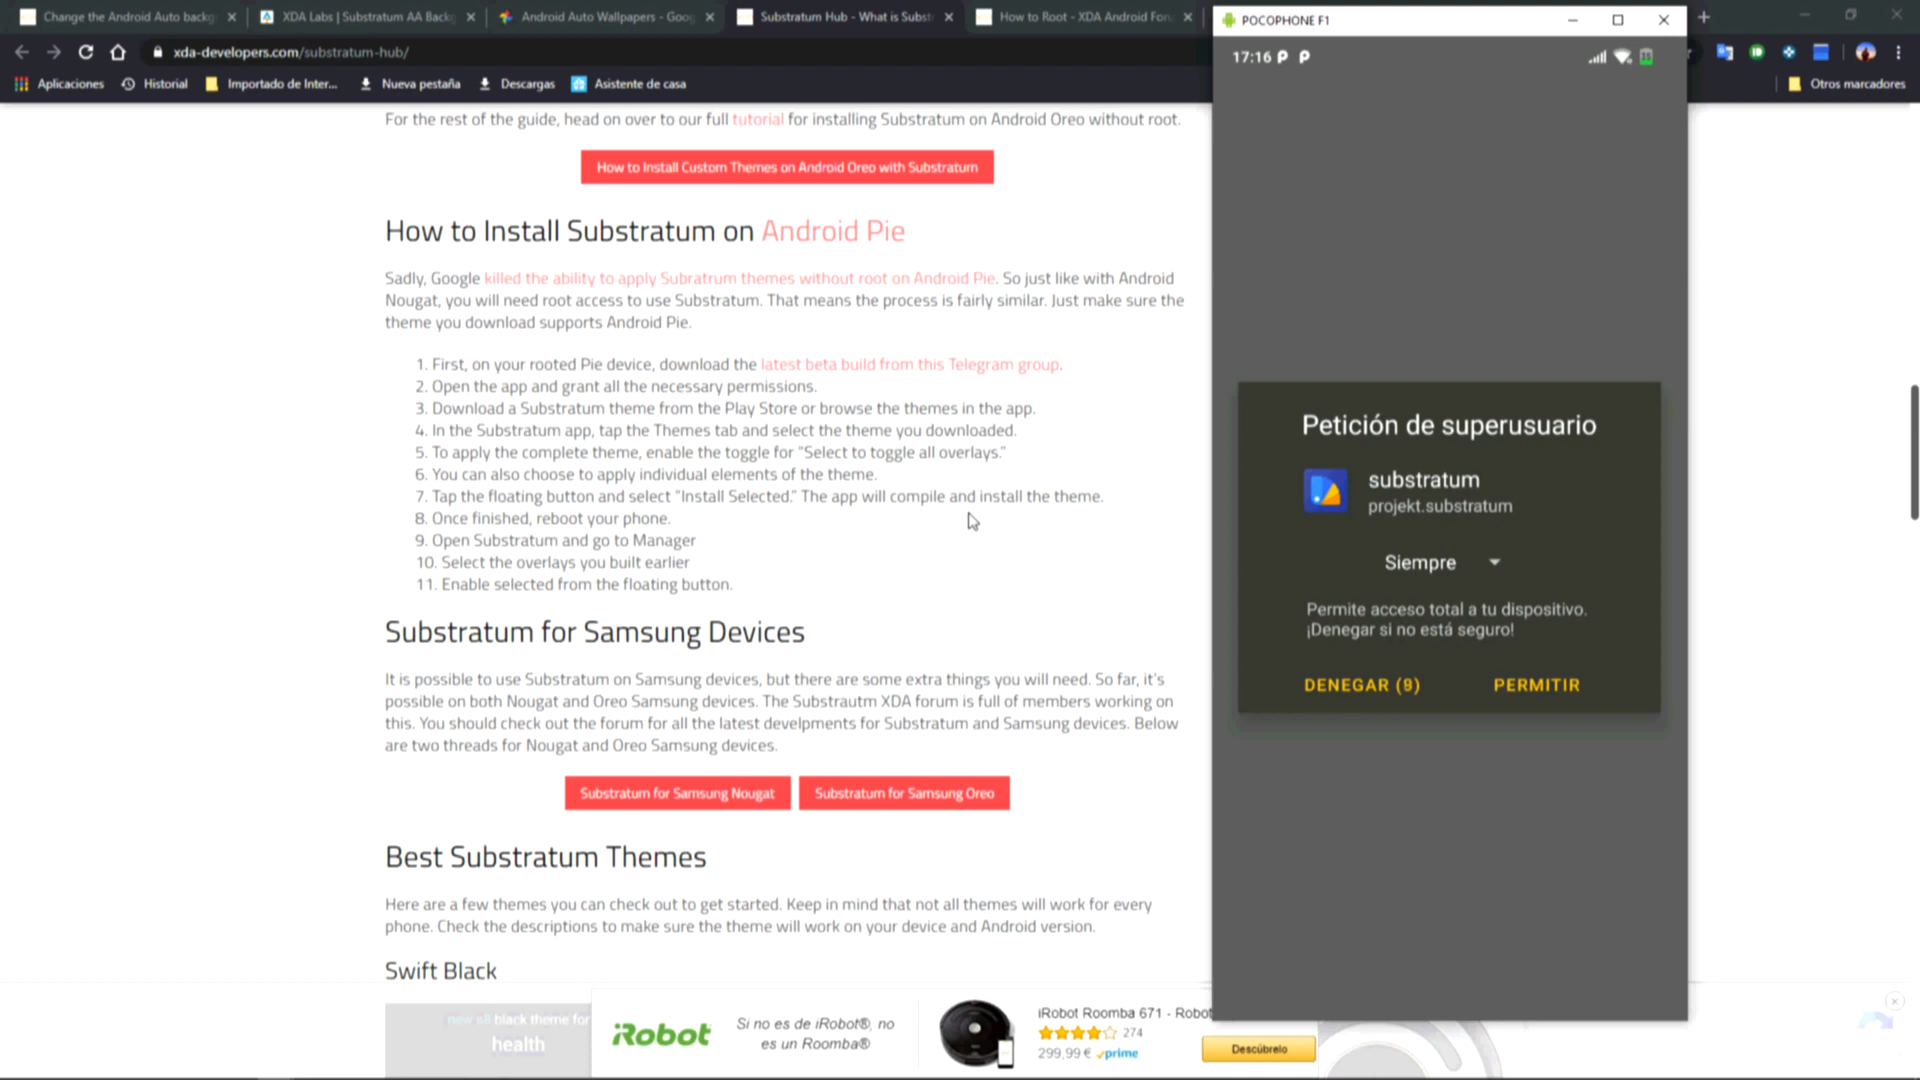 Change the Android Auto backg
XDA Labs | Substratum AA Backg
Android Auto Wallpapers - Goog
Substratum Hub - What is Subst
How to Root - XDA Android For
xda-developers.com/substratum-hub/
Aplicaciones
Historial
Importado de Inter...
Nueva pestaña
Descargas
Asistente de casa
Otros marcadores
For the rest of the guide, head on over to our full tutorial for installing Substratum on Android Oreo without root.
How to Install Custom Themes on Android Oreo with Substratum
How to Install Substratum on Android Pie
Sadly, Google killed the ability to apply Subratrum themes without root on Android Pie. So just like with Android
Nougat, you will need root access to use Substratum. That means the process is fairly similar. Just make sure the
theme you download supports Android Pie.
1. First, on your rooted Pie device, download the latest beta build from this Telegram group.
2. Open the app and grant all the necessary permissions.
3. Download a Substratum theme from the Play Store or browse the themes in the app.
4. In the Substratum app, tap the Themes tab and select the theme you downloaded.
5. To apply the complete theme, enable the toggle for “Select to toggle all overlays.”
6. You can also choose to apply individual elements of the theme.
7. Tap the floating button and select “Install Selected.” The app will compile and install the theme.
8. Once finished, reboot your phone.
9. Open Substratum and go to Manager
10. Select the overlays you built earlier
11. Enable selected from the floating button.
Substratum for Samsung Devices
It is possible to use Substratum on Samsung devices, but there are some extra things you will need. So far, it's
possible on both Nougat and Oreo Samsung devices. The Substrautm XDA forum is full of members working on
this. You should check out the forum for all the latest develpments for Substratum and Samsung devices. Below
are two threads for Nougat and Oreo Samsung devices.
Substratum for Samsung Nougat
Substratum for Samsung Oreo
Best Substratum Themes
Here are a few themes you can check out to get started. Keep in mind that not all themes will work for every
phone. Check the descriptions to make sure the theme will work on your device and Android version.
Swift Black
new all black theme for
health
iRobot
Si no es de iRobot®, no
es un Roomba®
iRobot Roomba 671 - Robot
274
299,99 € prime
Descúbrelo
POCOPHONE F1
17:16
Petición de superusuario
substratum
projekt.substratum
Siempre
Permite acceso total a tu dispositivo.
¡Denegar si no está seguro!
DENEGAR (9)
PERMITIR